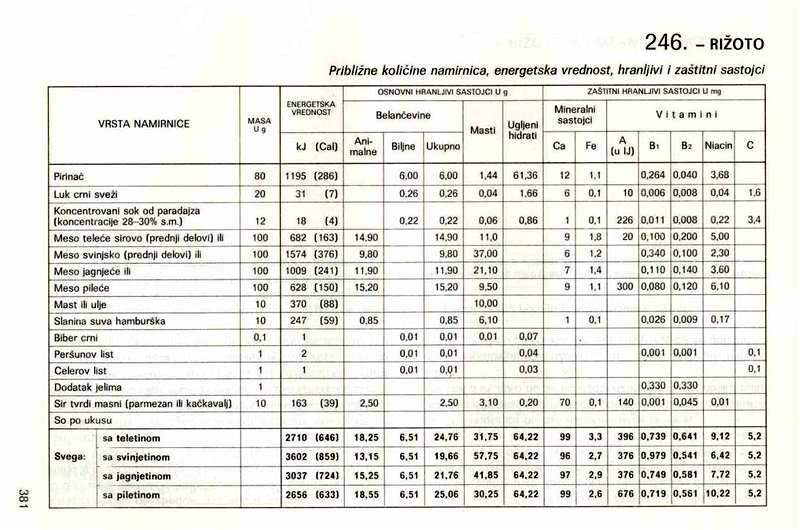 246. – RIŽOTO
Približne količine namirnica, energetska vrednost, hranljivi i zaštitni sastojci
VRSTA NAMIRNICE MASA U g ENERGETSKA VREDNOST OSNOVNI HRANLJIVI SASTOJCI U g ZAŠTITNI HRANLJIVI SASTOJCI U mg
Belančevine Masti Ugljeni hidrati Mineralni sastojci Vitamini
kJ (Cal) Ani-malne Biljne Ukupno Ca Fe A (u IJ) B1 B2 Niacin C
Pirinač 80 1195 (286) 6,00 6,00 1,44 61,36 12 1,1 0,264 0,040 3,68
Luk crni sveži 20 31 (7) 0,26 0,26 0,04 1,66 6 0,1 10 0,006 0,008 0,04 1,6
Koncentrovani sok od paradajza
(koncentracije 28–30% s.m.) 12 18 (4) 0,22 0,22 0,06 0,86 1 0,1 226 0,011 0,008 0,22 3,4
Meso teleće sirovo (prednji delovi) ili 100 682 (163) 14,90 14,90 11,0 9 1,8 20 0,100 0,200 5,00
Meso svinjsko (prednji delovi) ili 100 1574 (376) 9,80 9,80 37,00 6 1,2 0,340 0,100 2,30
Meso jagnjeće ili 100 1009 (241) 11,90 11,90 21,10 7 1,4 0,110 0,140 3,60
Meso pileće 100 628 (150) 15,20 15,20 9,50 9 1,1 300 0,080 0,120 6,10
Mast ili ulje 10 370 (88) 10,00
Slanina suva hamburška 10 247 (59) 0,85 0,85 6,10 1 0,1 0,026 0,009 0,17
Biber crni 0,1 1 0,01 0,01 0,01 0,07
Peršunov list 1 2 0,01 0,01 0,04 0,001 0,001 0,1
Celerov list 1 1 0,01 0,01 0,03 0,1
Dodatak jelima 1 0,330 0,330
Sir tvrdi masni (parmezan ili kačkavalj) 10 163 (39) 2,50 2,50 3,10 0,20 70 0,1 140 0,001 0,045 0,01
So po ukusu
Svega: sa teletinom 2710 (646) 18,25 6,51 24,76 31,75 64,22 99 3,3 396 0,739 0,641 9,12 5,2
sa svinjetinom 3602 (859) 13,15 6,51 19,66 57,75 64,22 96 2,7 376 0,979 0,541 6,42 5,2
sa jagnjetinom 3037 (724) 15,25 6,51 21,76 41,85 64,22 97 2,9 376 0,749 0,581 7,72 5,2
sa piletinom 2656 (633) 18,55 6,51 25,06 30,25 64,22 99 2,6 676 0,719 0,561 10,22 5,2
381